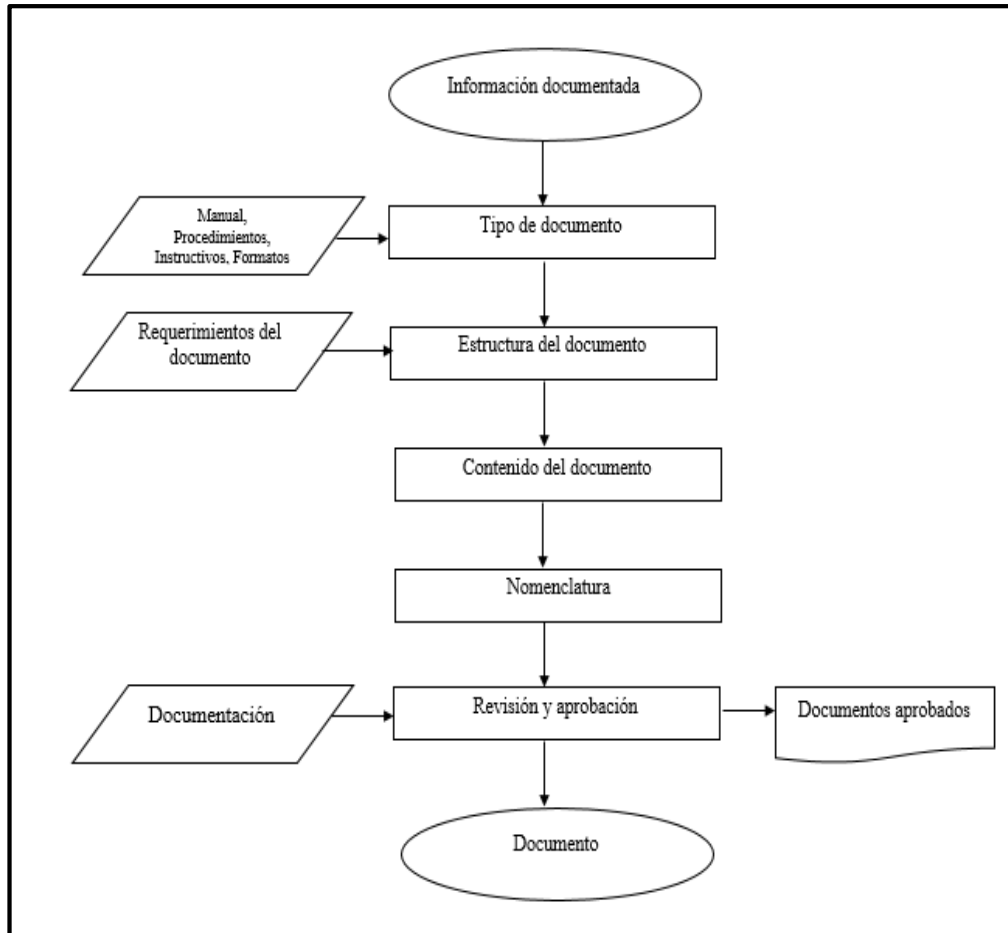 Información documentada
Manual,
Procedimientos,
Instructivos, Formatos
Tipo de documento
Requerimientos del
documento
Estructura del documento
Contenido del documento
Nomenclatura
Documentación
Revisión y aprobación
Documentos aprobados
Documento